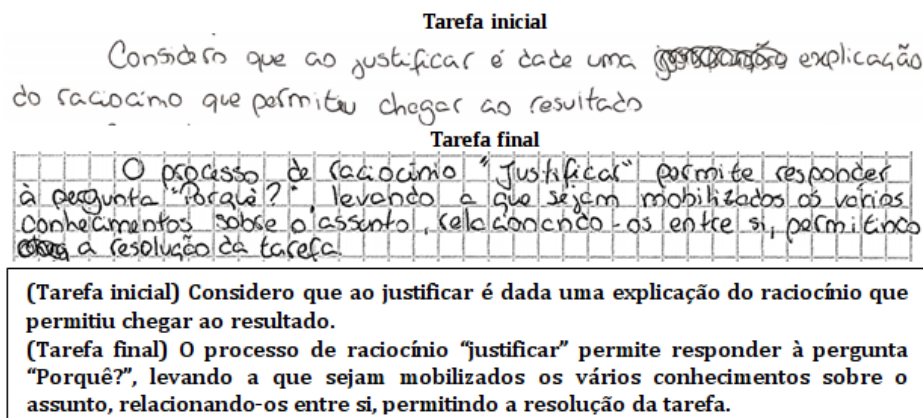 Tarefa inicial
Considero que ao justificar é dade uma explicação
do raciocínio que permitiu chegar ao resultado
Tarefa final
O processo de raciocínio "Justificar" permite responder
à pergunta "Porquê?" levando a que sejam mobilizados os vários
conhecimentos sobre o assunto, relacionando-os entre si, permitindo
a resolução da tarefa.
(Tarefa inicial) Considero que ao justificar é dada uma explicação do raciocínio que
permitiu chegar ao resultado.
(Tarefa final) O processo de raciocínio “justificar” permite responder à pergunta
“Porquê?”, levando a que sejam mobilizados os vários conhecimentos sobre o
assunto, relacionando-os entre si, permitindo a resolução da tarefa.